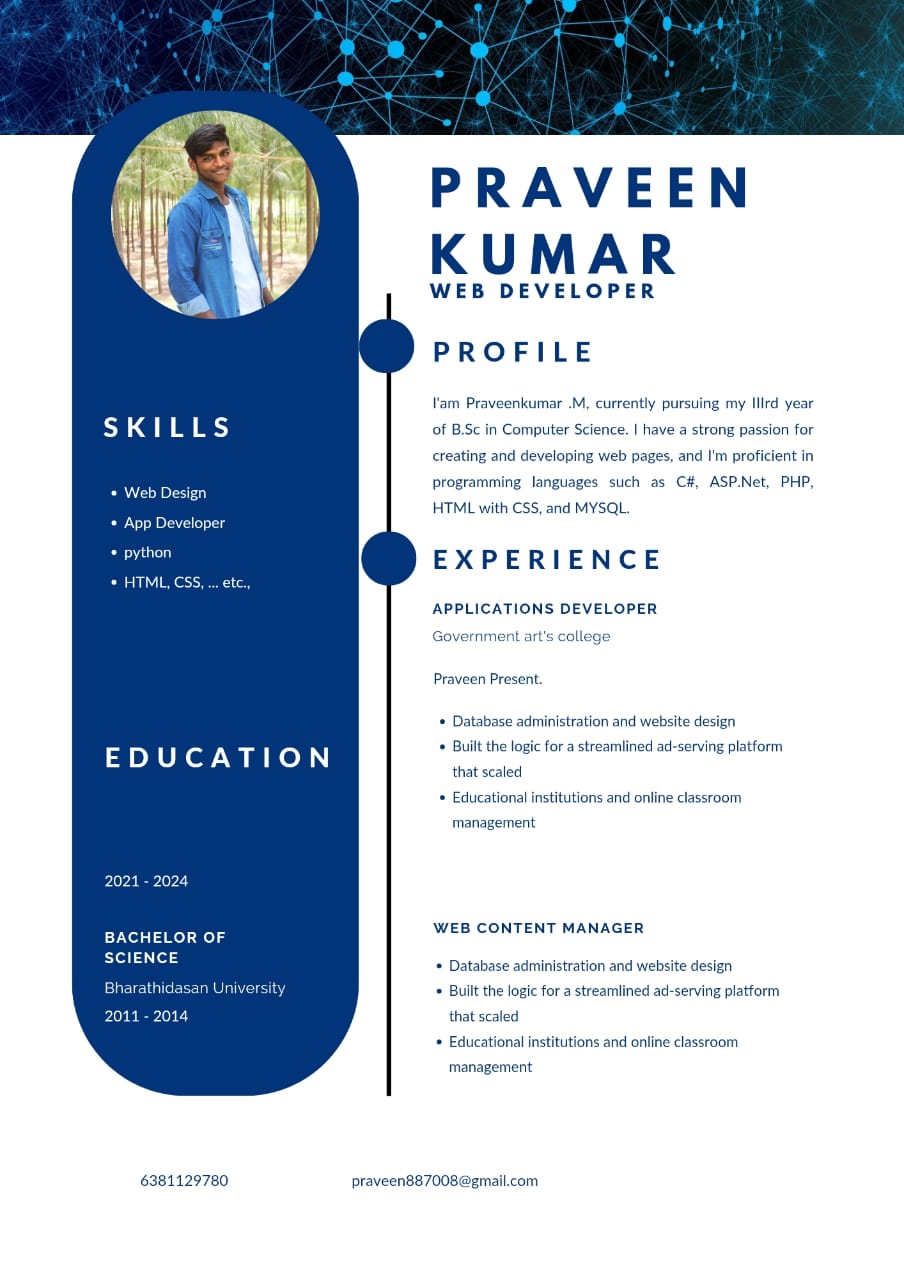 PRAVEEN
KUMAR
WEB DEVELOPER
PROFILE
I'am Praveenkumar .M, currently pursuing my IIIrd year
of B.Sc in Computer Science. I have a strong passion for
creating and developing web pages, and I'm proficient in
programming languages such as C#, ASP.Net, PHP,
HTML with CSS, and MYSQL.
EXPERIENCE
APPLICATIONS DEVELOPER
Government art's college
Praveen Present.
• Database administration and website design
• Built the logic for a streamlined ad-serving platform
that scaled
• Educational institutions and online classroom
management
WEB CONTENT MANAGER
• Database administration and website design
• Built the logic for a streamlined ad-serving platform
that scaled
• Educational institutions and online classroom
management
SKILLS
• Web Design
• App Developer
• python
• HTML, CSS, ... etc.,
EDUCATION
2021 - 2024
BACHELOR OF
SCIENCE
Bharathidasan University
2011 - 2014
6381129780
praveen887008@gmail.com